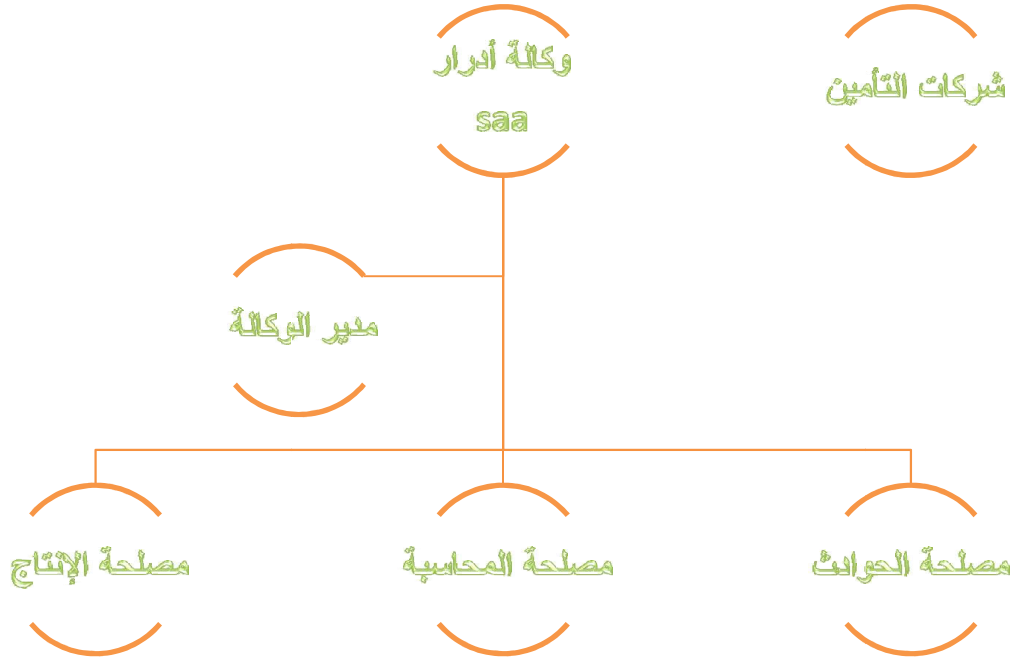 وكالة أدرار
saa
شركات التأمين
مدير الوكالة
مصلحة الحوادث
مصلحة المحاسبة
مصلحة الإنتاج